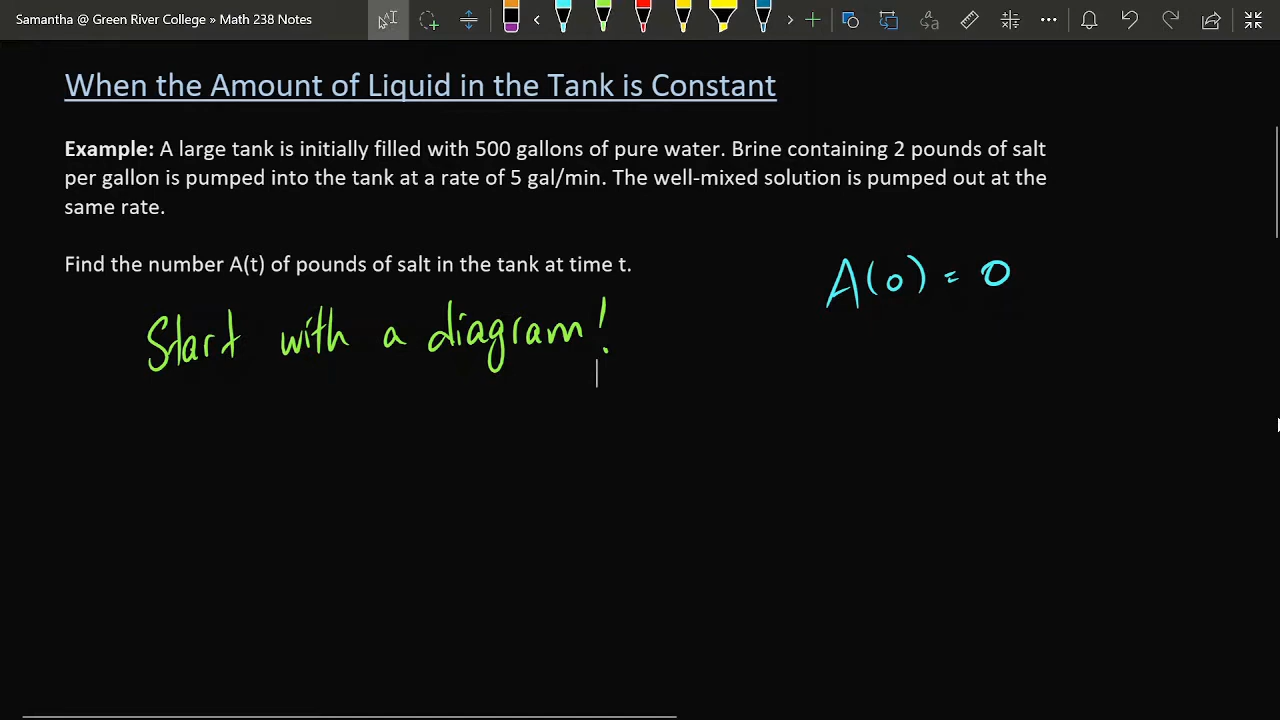 Samantha @ Green River College » Math 238 Notes
When the Amount of Liquid in the Tank is Constant
Example: A large tank is initially filled with 500 gallons of pure water. Brine containing 2 pounds of salt
per gallon is pumped into the tank at a rate of 5 gal/min. The well-mixed solution is pumped out at the
same rate.
Find the number A(t) of pounds of salt in the tank at time t.
A(0) = 0
Start with a diagram!